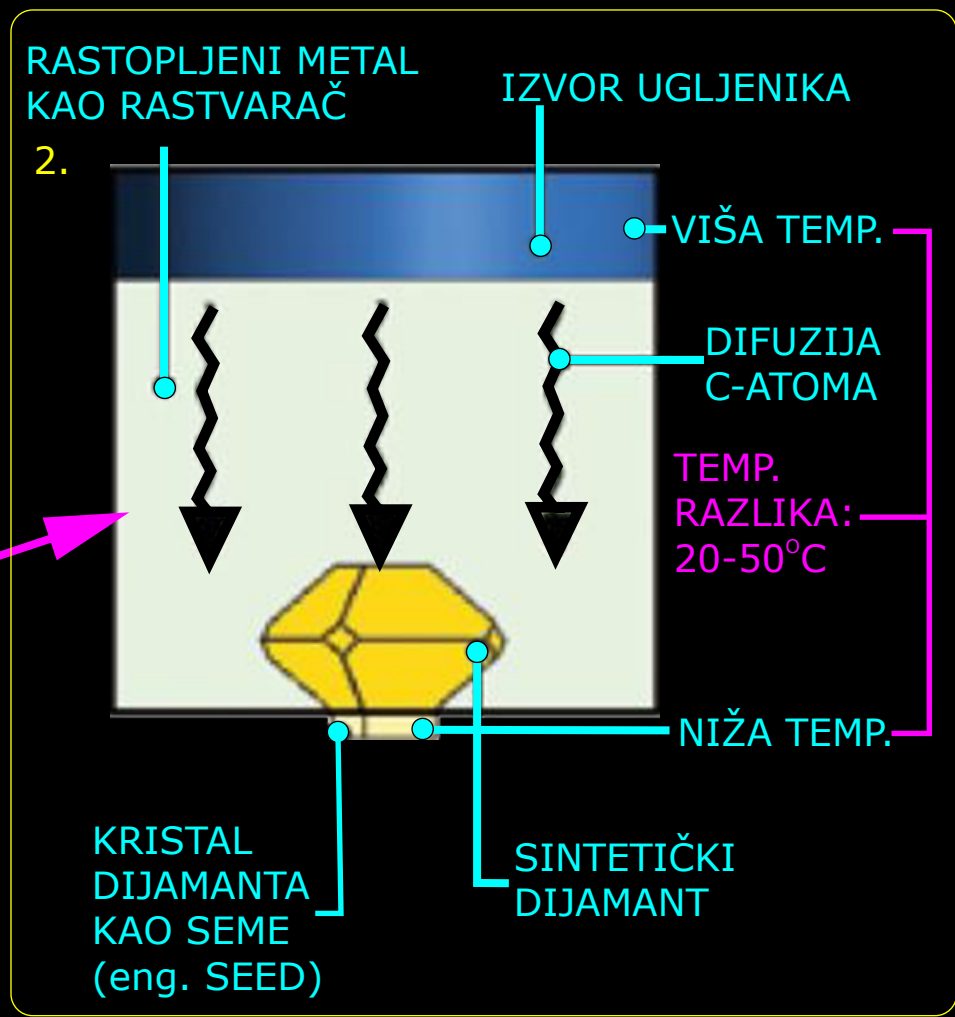 RASTOPLJENI METAL
KAO RASTVARAČ
IZVOR UGLJENIKA
2.
VIŠA TEMP.
DIFUZIJA
C-ATOMA
TEMP.
RAZLIKA:
20-50°C
NIŽA TEMP.
KRISTAL
DIJAMANTA
KAO SEME
(eng. SEED)
SINTETIČKI
DIJAMANT